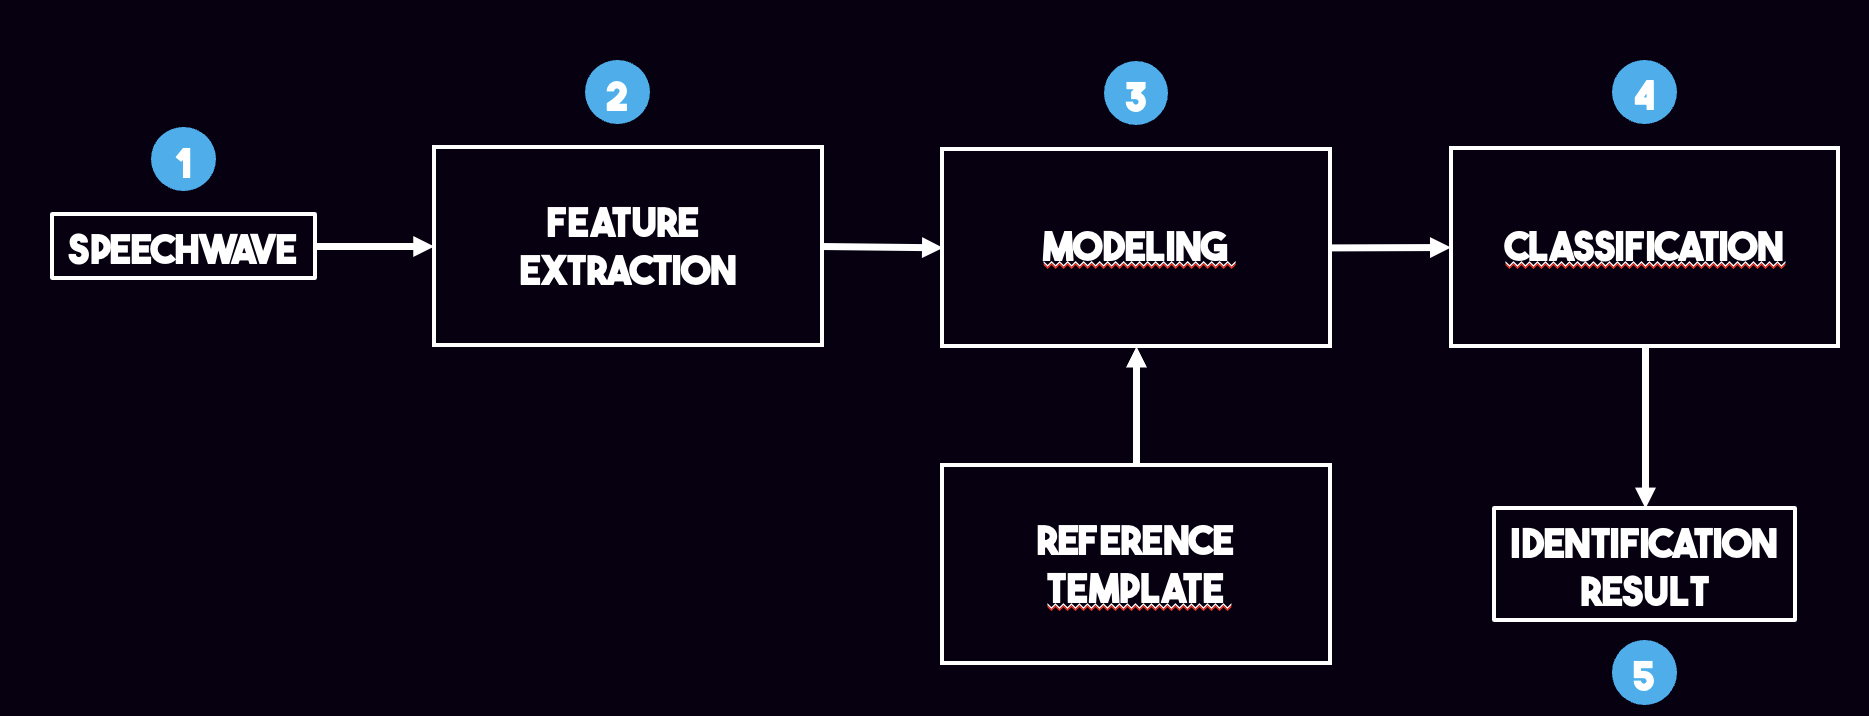 1
SPEECHWAVE
2
FEATURE
EXTRACTION
3
MODELING
4
CLASSIFICATION
REFERENCE
TEMPLATE
IDENTIFICATION
RESULT
5